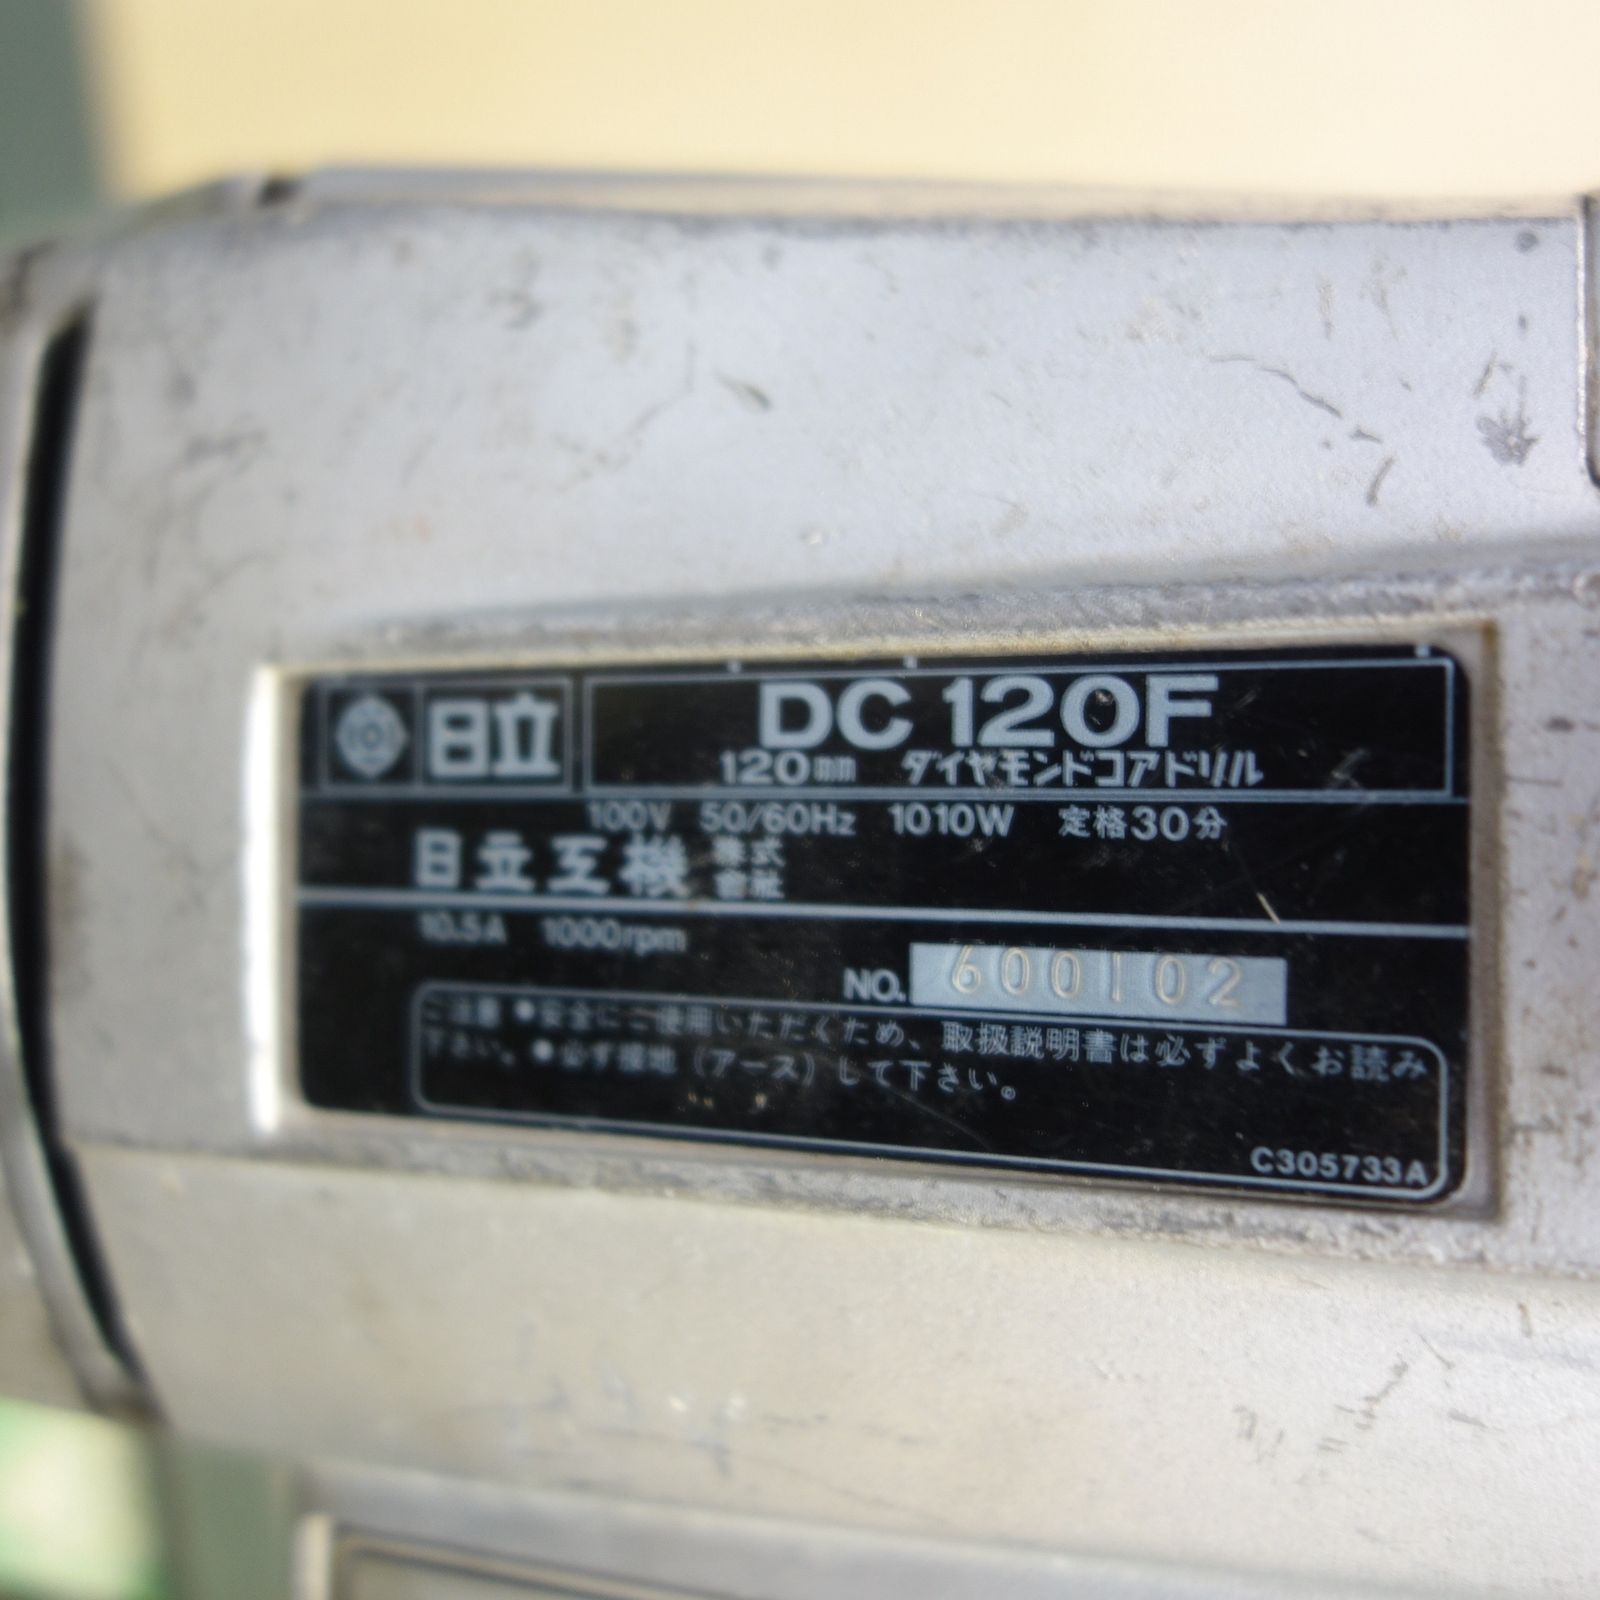 日立 DC 120F
120mm ダイヤモンドコアドリル
100V 50/60Hz 1010W 定格30分
日立工機 株式会社
10.5A 1000rpm
NO. 600102
ご注意 ●安全にご使用いただくため、取扱説明書は必ずよくお読み
下さい。●必ず接地(アース)して下さい。
C305733A